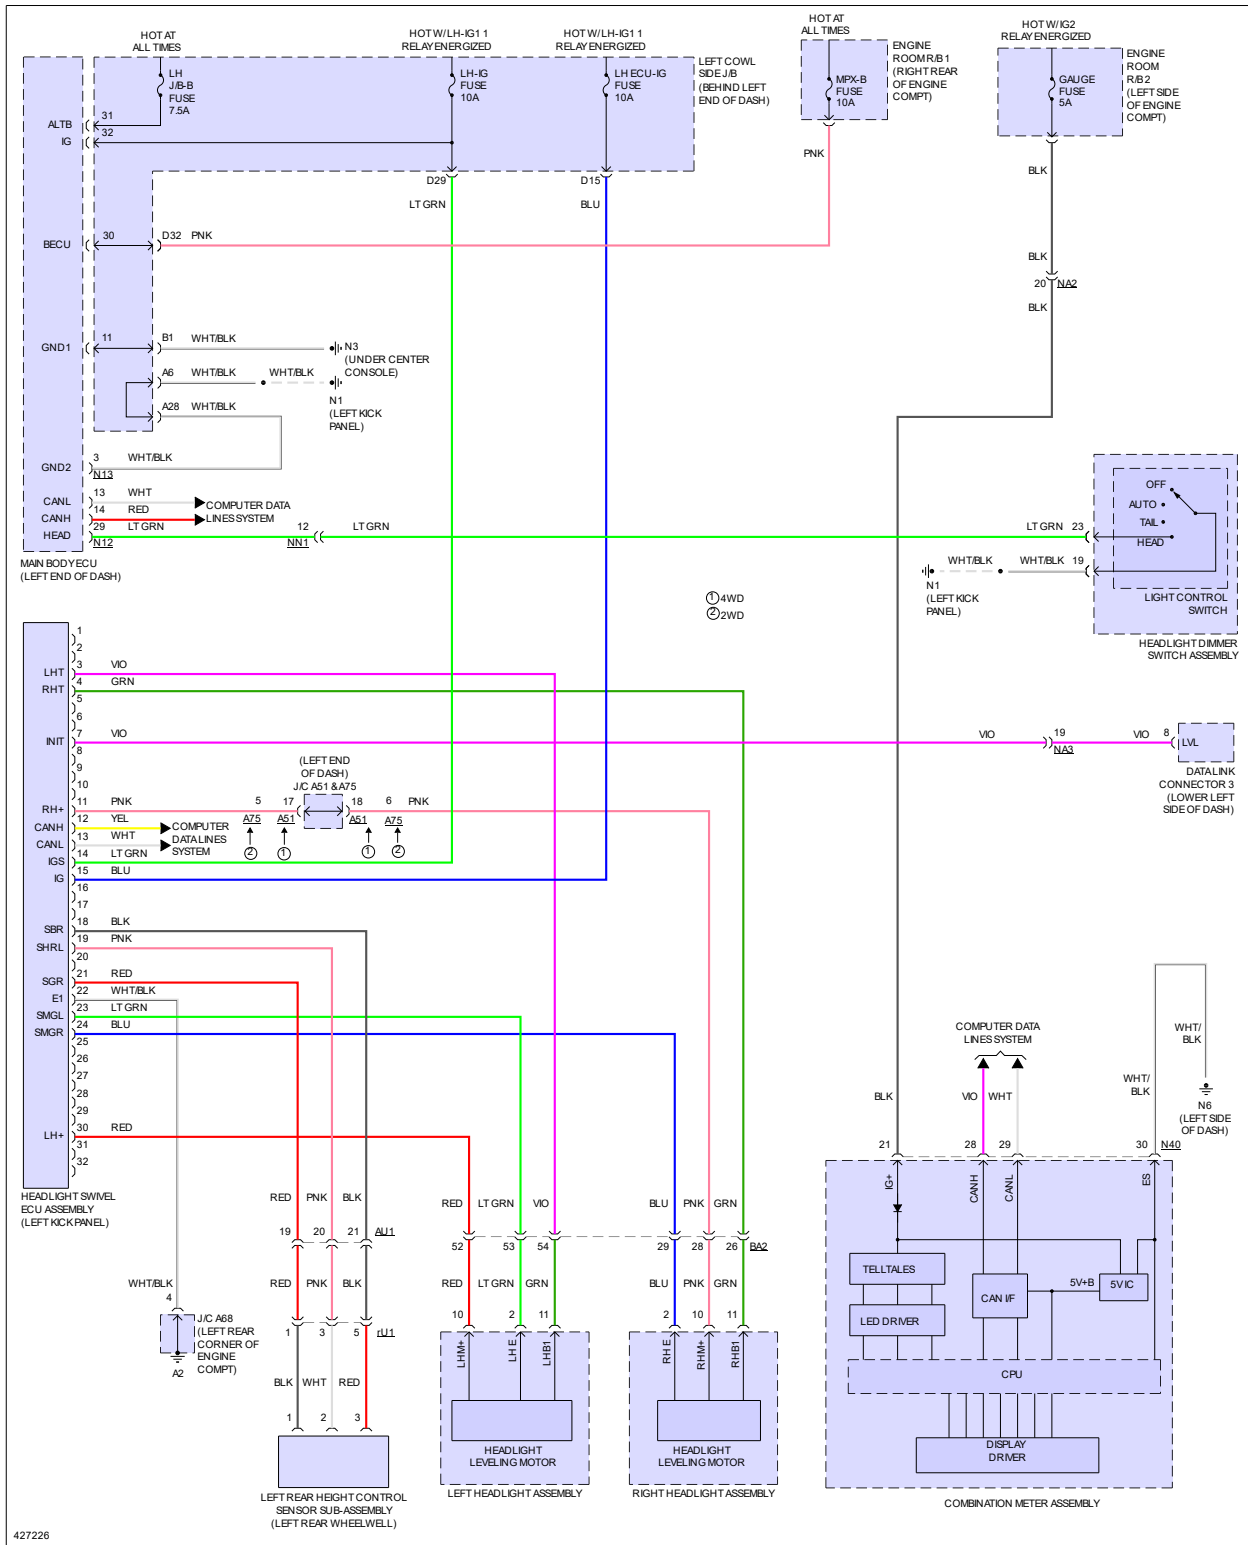 HOT AT
ALL TIMES
HOT W/LH-IG1 1
RELAY ENERGIZED
HOT W/LH-IG1 1
RELAY ENERGIZED
HOT AT
ALL TIMES
HOT W/IG2
RELAY ENERGIZED
LH
J/B-B
FUSE
7.5A
LH-IG
FUSE
10A
LH ECU-IG
FUSE
10A
LEFT COWL
SIDE J/B
(BEHIND LEFT
END OF DASH)
MPX-B
FUSE
10A
ENGINE
ROOM R/B1
(RIGHT REAR
OF ENGINE
COMPT)
GAUGE
FUSE
5A
ENGINE
ROOM
R/B2
(LEFT SIDE
OF ENGINE
COMPT)
ALTB 31
IG 32
PNK
BLK
D29
D15
LT GRN
BLU
BECU 30 D32 PNK
BLK
20 NA2
BLK
GND1 11 B1 WHT/BLK
N3
(UNDER CENTER
CONSOLE)
A6 WHT/BLK WHT/BLK
N1
(LEFT KICK
PANEL)
A28 WHT/BLK
GND2 3 WHT/BLK
N13
CANL 13 WHT
CANH 14 RED
COMPUTER DATA
LINES SYSTEM
HEAD 29 LT GRN 12 LT GRN LT GRN 23
N12 NN1
MAIN BODY ECU
(LEFT END OF DASH)
OFF
AUTO
TAIL
HEAD
WHT/BLK WHT/BLK 19
N1
(LEFT KICK
PANEL)
LIGHT CONTROL
SWITCH
HEADLIGHT DIMMER
SWITCH ASSEMBLY
1 4WD
2 2WD
1
2
LHT 3 VIO
RHT 4 GRN
5
6
INIT 7 VIO VIO 19 VIO 8 LVL
NA3
8
9
10
DATA LINK
CONNECTOR 3
(LOWER LEFT
SIDE OF DASH)
(LEFT END
OF DASH)
J/C A51 & A75
RH+ 11 PNK 5 17 18 6 PNK
A75 A51 A51 A75
2 1 1 2
CANH 12 YEL
CANL 13 WHT
COMPUTER
DATA LINES
SYSTEM
IGS 14 LT GRN
IG 15 BLU
16
17
SBR 18 BLK
SHRL 19 PNK
20
SGR 21 RED
E1 22 WHT/BLK
SMGL 23 LT GRN
SMGR 24 BLU
25
26
27
28
29
LH+ 30 RED
31
32
HEADLIGHT SWIVEL
ECU ASSEMBLY
(LEFT KICK PANEL)
COMPUTER DATA
LINES SYSTEM
WHT/
BLK
WHT/
BLK
BLK
VIO WHT
N6
(LEFT SIDE
OF DASH)
21 28 29 30 N40
IG+ CANH CANL ES
RED PNK BLK RED LT GRN VIO BLU PNK GRN
19 20 21 AU1
52 53 54 29 28 26 BA2
RED PNK BLK RED LT GRN GRN BLU PNK GRN
WHT/BLK
4
J/C A68
(LEFT REAR
CORNER OF
ENGINE
COMPT)
A2
1 3 5 rU1
10 2 11 2 10 11
LHM+ LH E LHB1 RH E RHM+ RHB1
BLK WHT RED
1 2 3
TELLTALES
LED DRIVER
CAN I/F
5V+B
5V IC
CPU
DISPLAY
DRIVER
HEADLIGHT
LEVELING MOTOR
HEADLIGHT
LEVELING MOTOR
LEFT REAR HEIGHT CONTROL
SENSOR SUB-ASSEMBLY
(LEFT REAR WHEELWELL)
LEFT HEADLIGHT ASSEMBLY
RIGHT HEADLIGHT ASSEMBLY
COMBINATION METER ASSEMBLY
427226